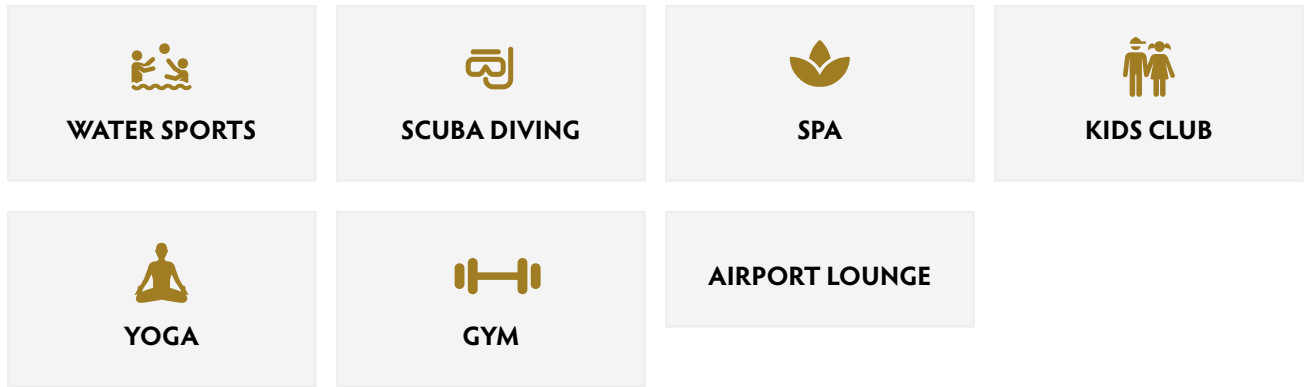 WATER SPORTS
SCUBA DIVING
SPA
KIDS CLUB
YOGA
GYM
AIRPORT LOUNGE